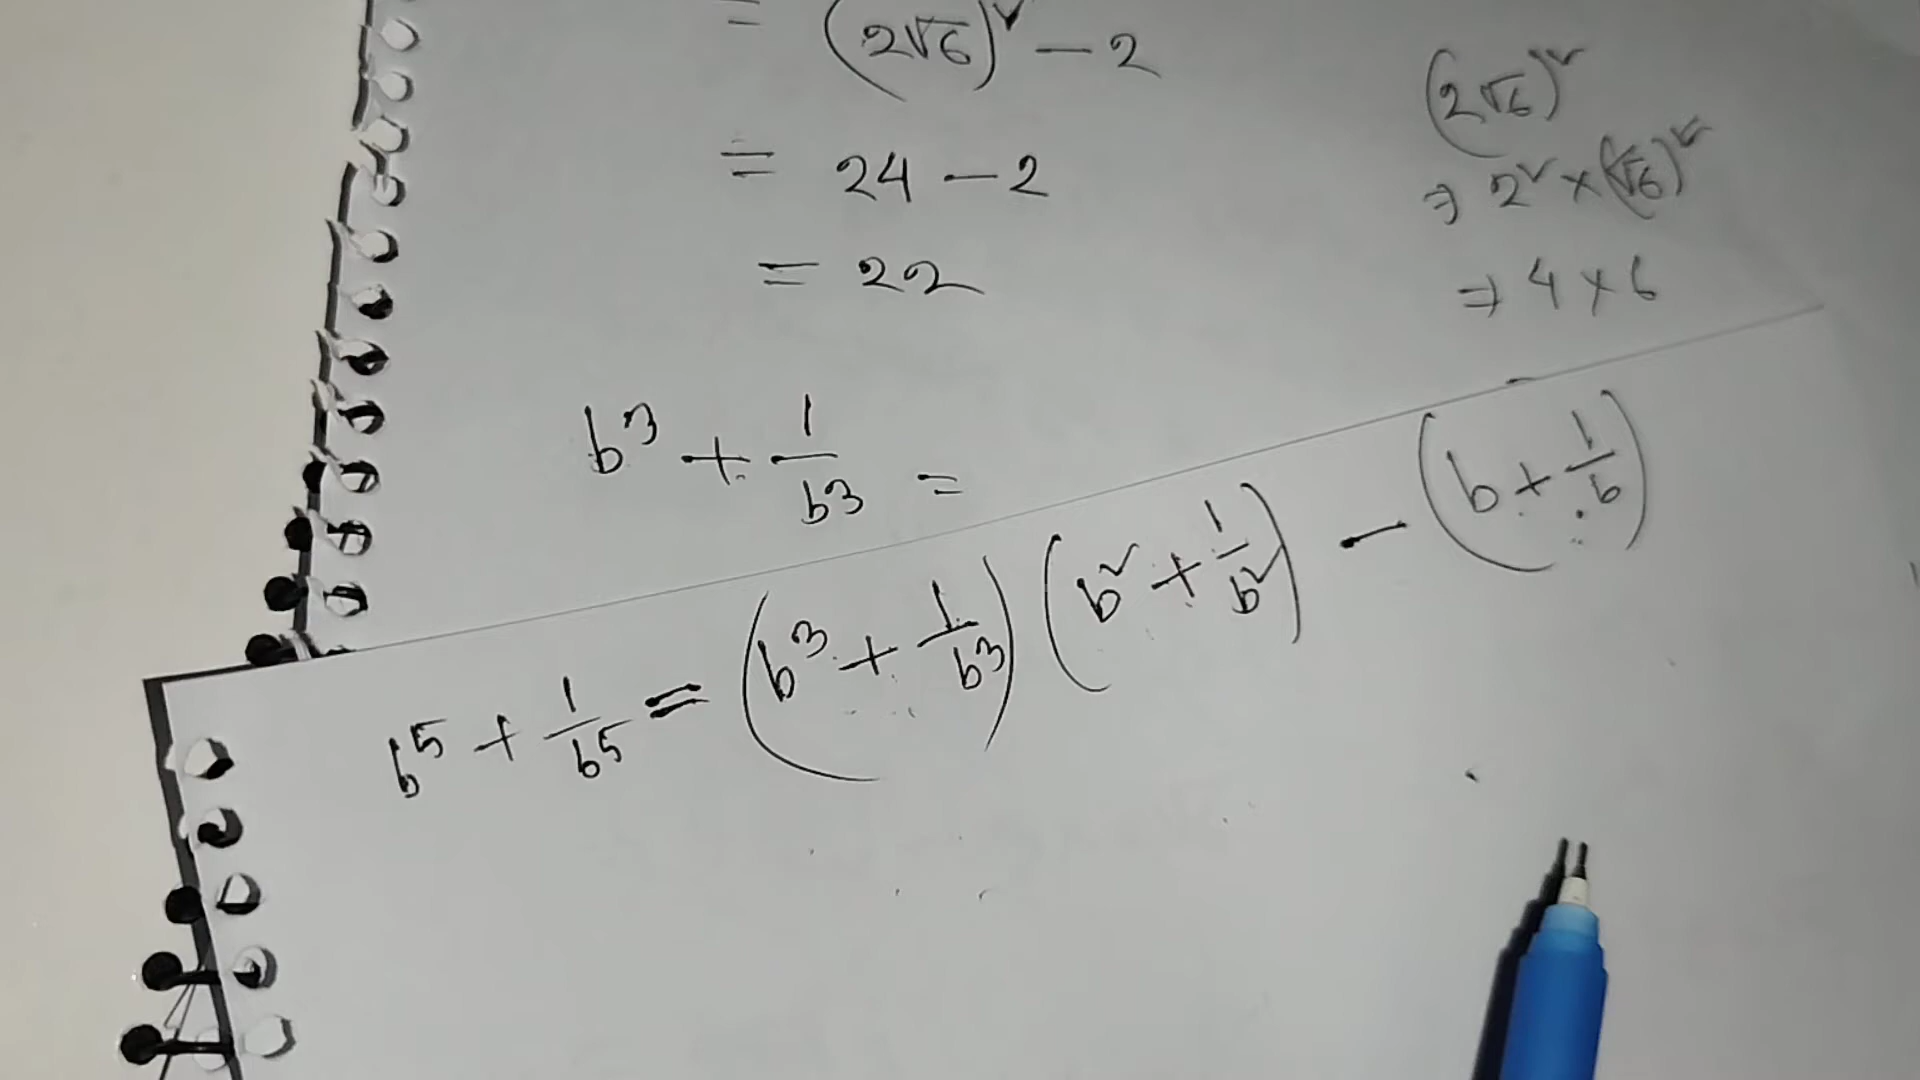 = (2√6)² - 2
= 24 - 2
= 22
(2√6)²
⇒ 2² × (√6)²
⇒ 4 × 6
b³ + 1/b³ =
b⁵ + 1/b⁵ = (b³ + 1/b³) (b² + 1/b²) - (b + 1/b)